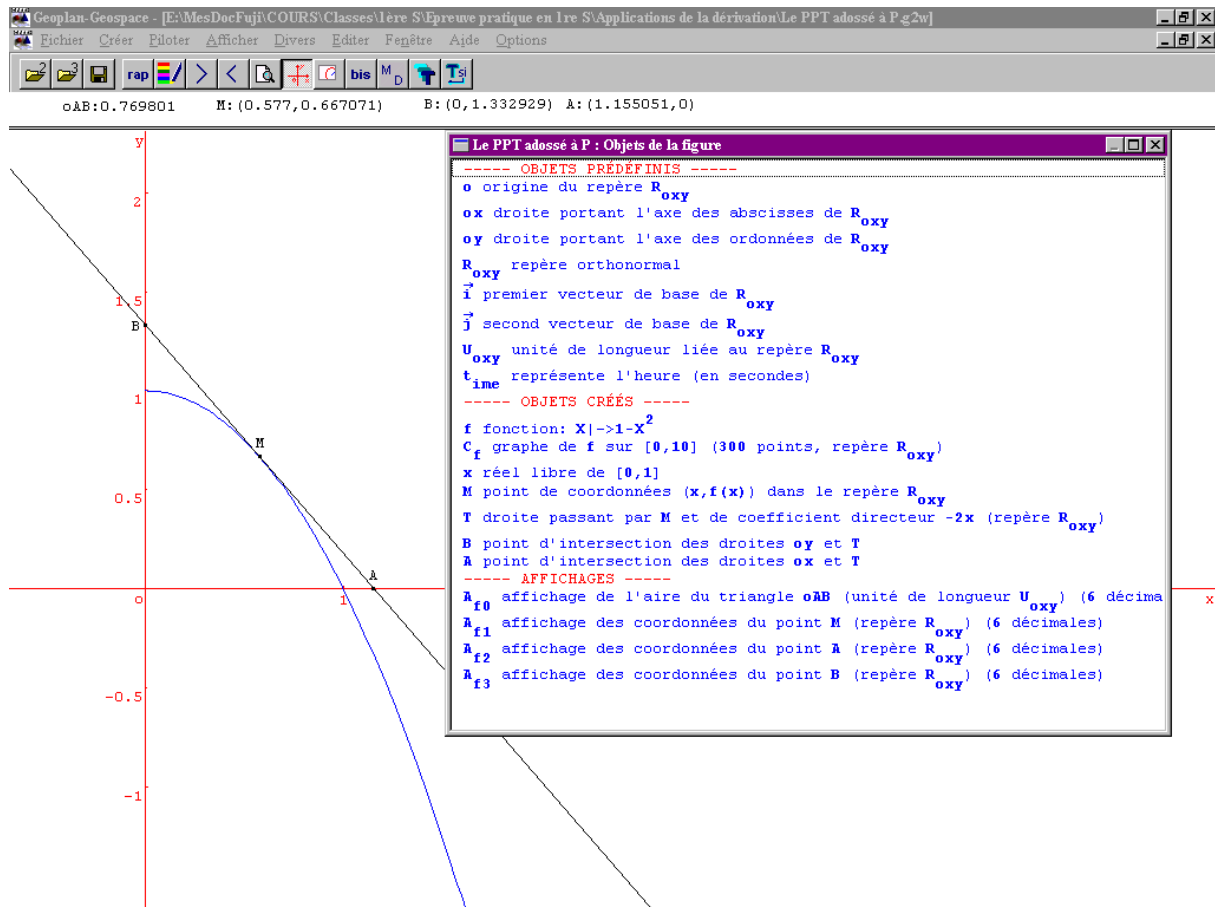 Geoplan-Geospace - [E:\MesDocFuji\COURS\Classes\1ère S\Epreuve pratique en 1re S\Applications de la dérivation\Le PPT adossé à P.g2w]
Fichier Créer Piloter Afficher Divers Editer Fenêtre Ajde Options
2 3 rap bis M D Tsi
oAB:0.769801 M:(0.577,0.667071) B:(0,1.332929) A:(1.155051,0)
y
2
1.5
B
1
M
0.5
A
o
1
x
-0.5
-1
Le PPT adossé à P : Objets de la figure
----- OBJETS PRÉDÉFINIS -----
o origine du repère Roxy
ox droite portant l'axe des abscisses de Roxy
oy droite portant l'axe des ordonnées de Roxy
Roxy repère orthonormal
i premier vecteur de base de Roxy
j second vecteur de base de Roxy
Uoxy unité de longueur liée au repère Roxy
time représente l'heure (en secondes)
----- OBJETS CRÉÉS -----
f fonction: X|->1-X²
Cf graphe de f sur [0,10] (300 points, repère Roxy)
x réel libre de [0,1]
M point de coordonnées (x,f(x)) dans le repère Roxy
T droite passant par M et de coefficient directeur -2x (repère Roxy)
B point d'intersection des droites oy et T
A point d'intersection des droites ox et T
----- AFFICHAGES -----
Af0 affichage de l'aire du triangle oAB (unité de longueur Uoxy) (6 décima
Af1 affichage des coordonnées du point M (repère Roxy) (6 décimales)
Af2 affichage des coordonnées du point A (repère Roxy) (6 décimales)
Af3 affichage des coordonnées du point B (repère Roxy) (6 décimales)